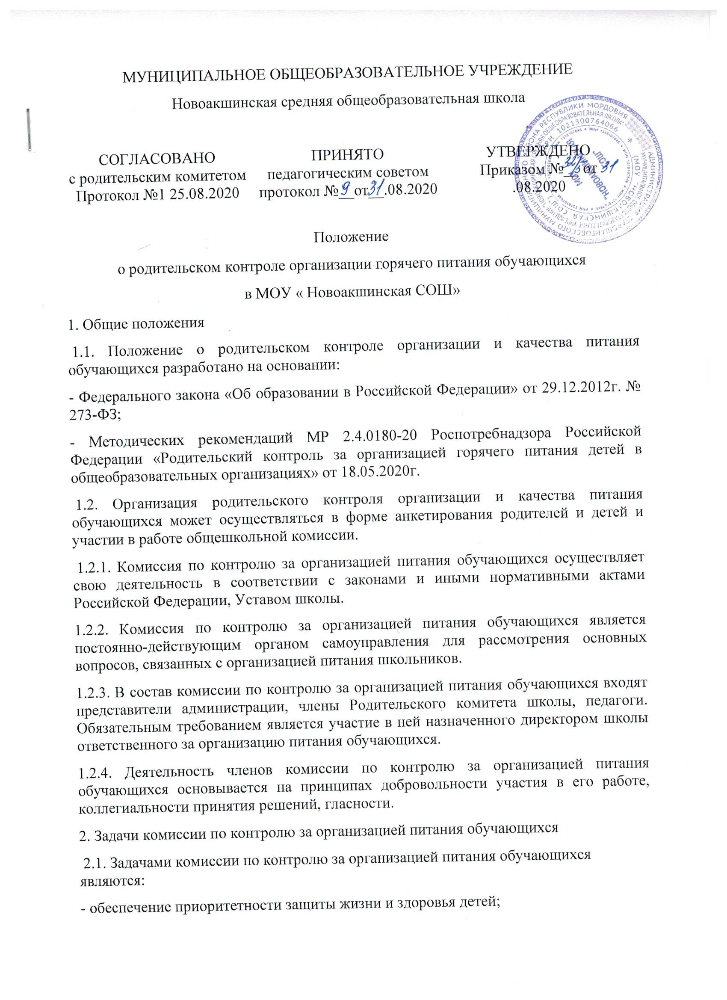 МУНИЦИПАЛЬНОЕ ОБЩЕОБРАЗОВАТЕЛЬНОЕ УЧРЕЖДЕНИЕ
Новоакшинская средняя общеобразовательная школа
СОГЛАСОВАНО
с родительским комитетом
Протокол №1 25.08.2020
ПРИНЯТО
педагогическим советом
протокол №9 от 31.08.2020
УТВЕРЖДЕНО
Приказом №32/5 от 31
.08.2020
РАЙОНА РЕСПУБЛИКИ МОРДОВИЯ
1021300764066
МОУ
"НОВОАКШИНСКАЯ
СОШ"
Положение
о родительском контроле организации горячего питания обучающихся
в МОУ « Новоакшинская СОШ»
1. Общие положения
1.1. Положение о родительском контроле организации и качества питания
обучающихся разработано на основании:
- Федерального закона «Об образовании в Российской Федерации» от 29.12.2012г. №
273-ФЗ;
- Методических рекомендаций МР 2.4.0180-20 Роспотребнадзора Российской
Федерации «Родительский контроль за организацией горячего питания детей в
общеобразовательных организациях» от 18.05.2020г.
1.2. Организация родительского контроля организации и качества питания
обучающихся может осуществляться в форме анкетирования родителей и детей и
участии в работе общешкольной комиссии.
1.2.1. Комиссия по контролю за организацией питания обучающихся осуществляет
свою деятельность в соответствии с законами и иными нормативными актами
Российской Федерации, Уставом школы.
1.2.2. Комиссия по контролю за организацией питания обучающихся является
постоянно-действующим органом самоуправления для рассмотрения основных
вопросов, связанных с организацией питания школьников.
1.2.3. В состав комиссии по контролю за организацией питания обучающихся входят
представители администрации, члены Родительского комитета школы, педагоги.
Обязательным требованием является участие в ней назначенного директором школы
ответственного за организацию питания обучающихся.
1.2.4. Деятельность членов комиссии по контролю за организацией питания
обучающихся основывается на принципах добровольности участия в его работе,
коллегиальности принятия решений, гласности.
2. Задачи комиссии по контролю за организацией питания обучающихся
2.1. Задачами комиссии по контролю за организацией питания обучающихся
являются:
- обеспечение приоритетности защиты жизни и здоровья детей;